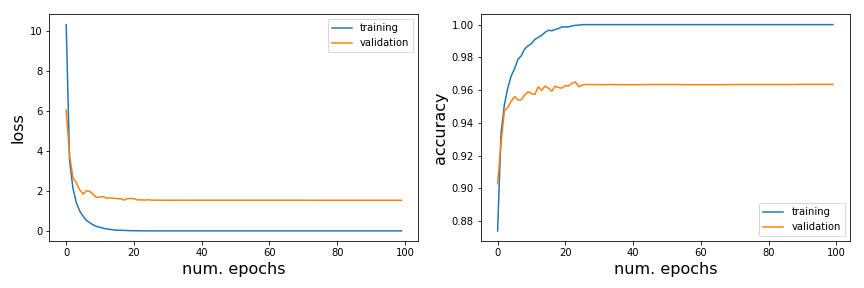 10
8
6
4
2
0
loss
0 20 40 60 80 100
num. epochs
training
validation
1.00
0.98
0.96
0.94
0.92
0.90
0.88
accuracy
0 20 40 60 80 100
num. epochs
training
validation